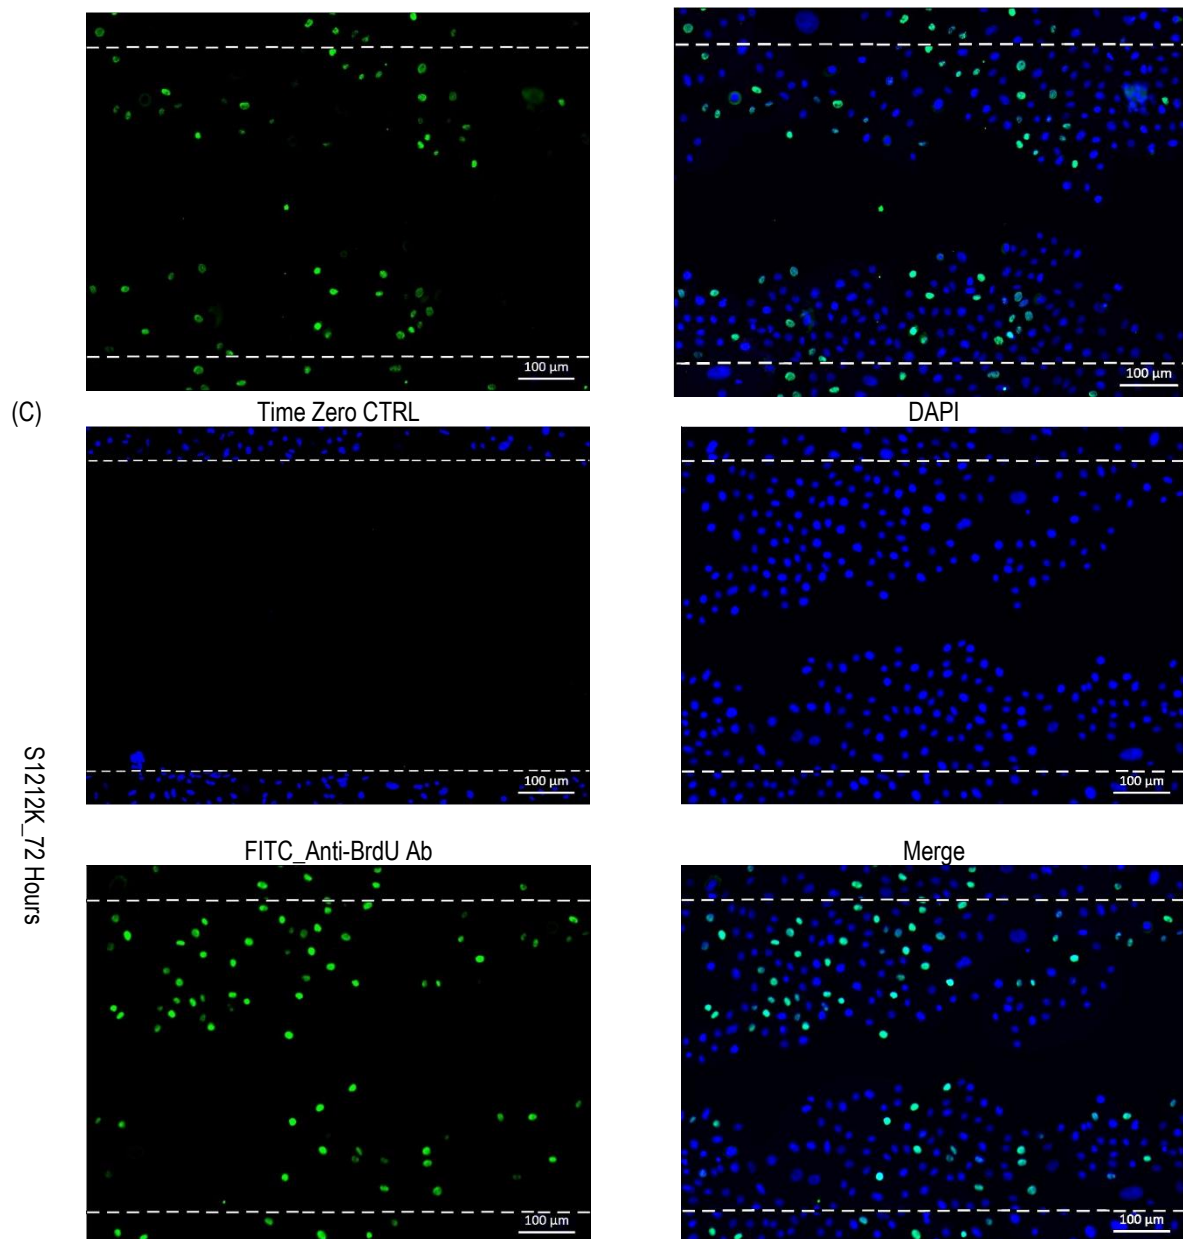 100 µm
100 µm
(C)
Time Zero CTRL
DAPI
100 µm
100 µm
S1212K_72 Hours
FITC_Anti-BrdU Ab
Merge
100 µm
100 µm